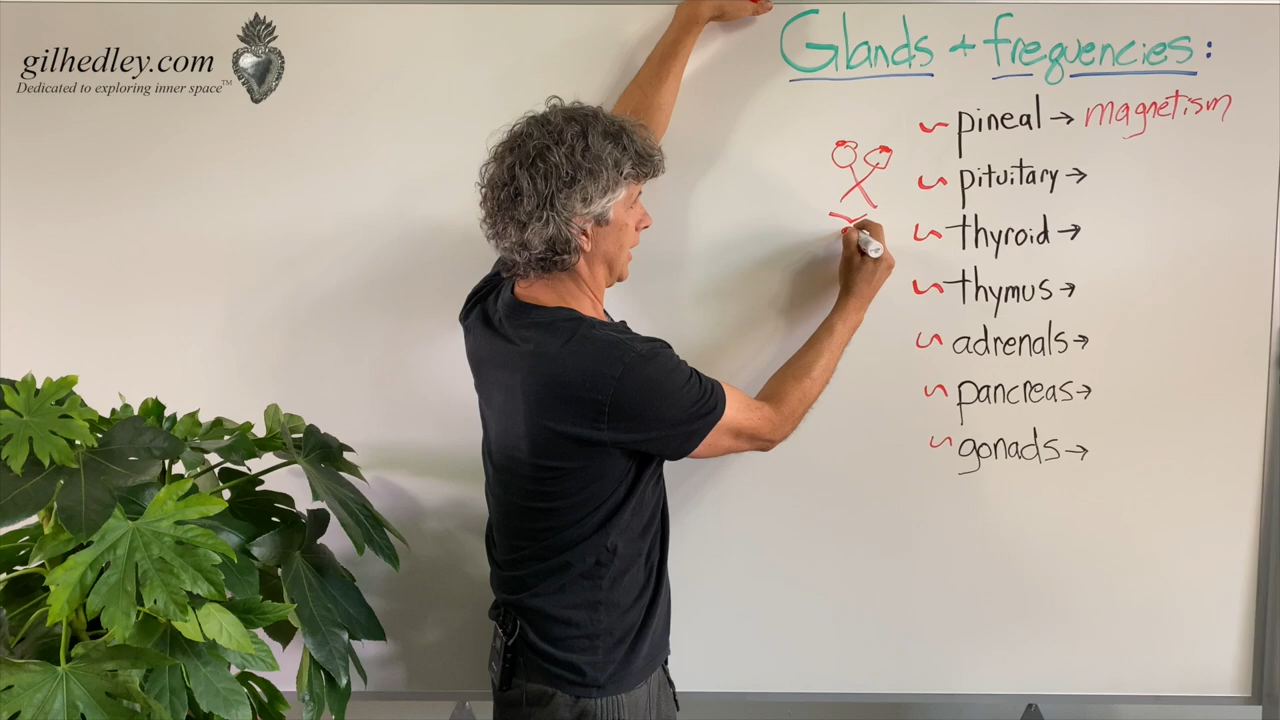 gilhedley.com
Dedicated to exploring inner space™
Glands + frequencies:
pineal → magnetism
pituitary →
thyroid →
thymus →
adrenals →
pancreas →
gonads →